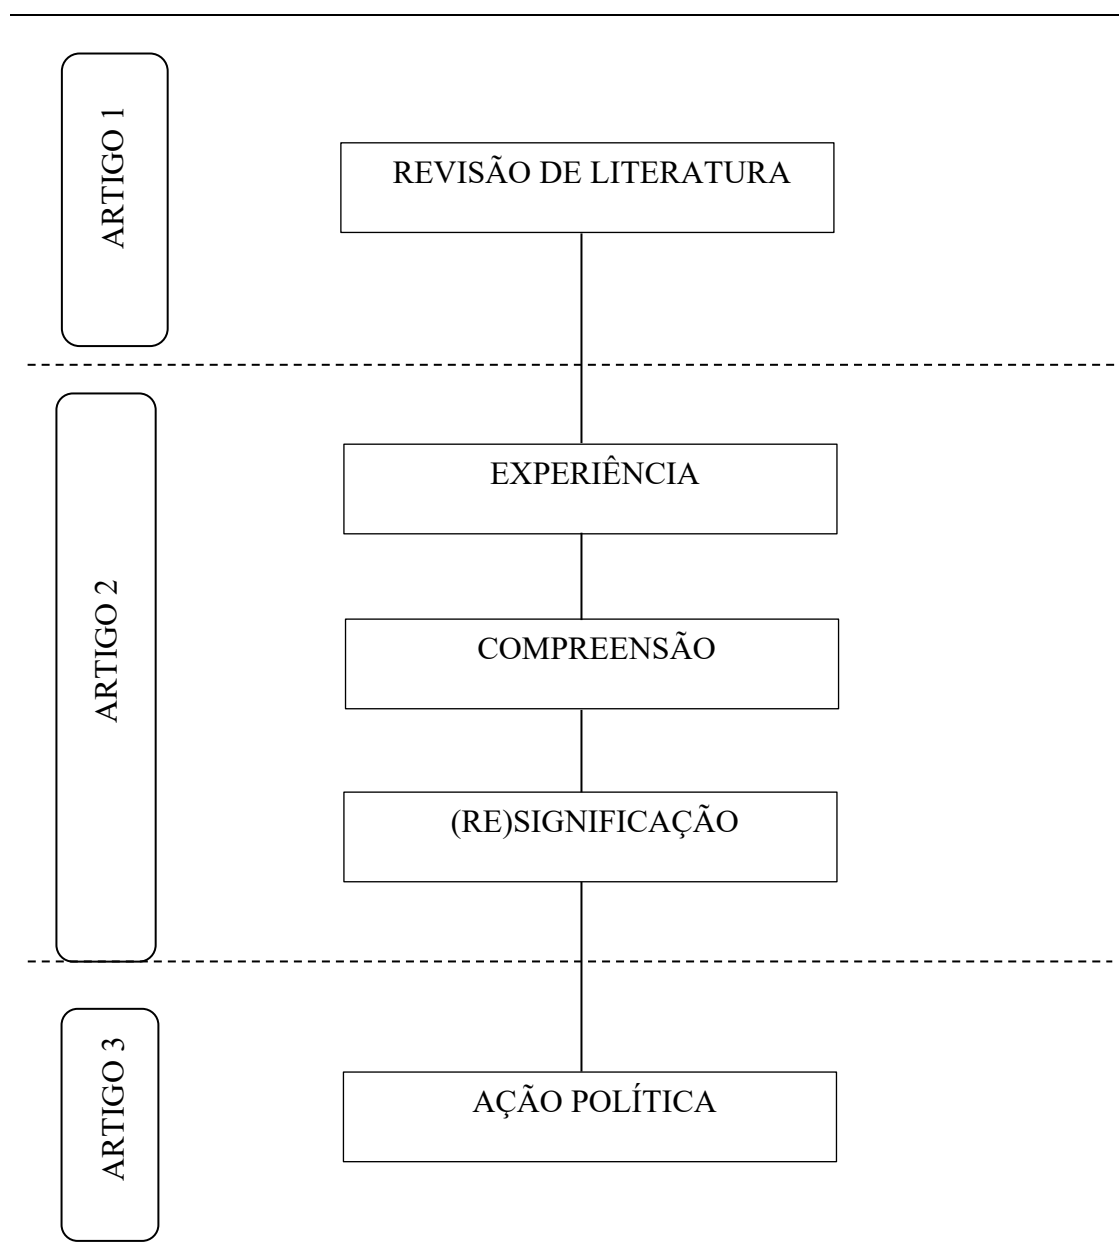 ARTIGO 1
REVISÃO DE LITERATURA
ARTIGO 2
EXPERIÊNCIA
COMPREENSÃO
(RE)SIGNIFICAÇÃO
ARTIGO 3
AÇÃO POLÍTICA